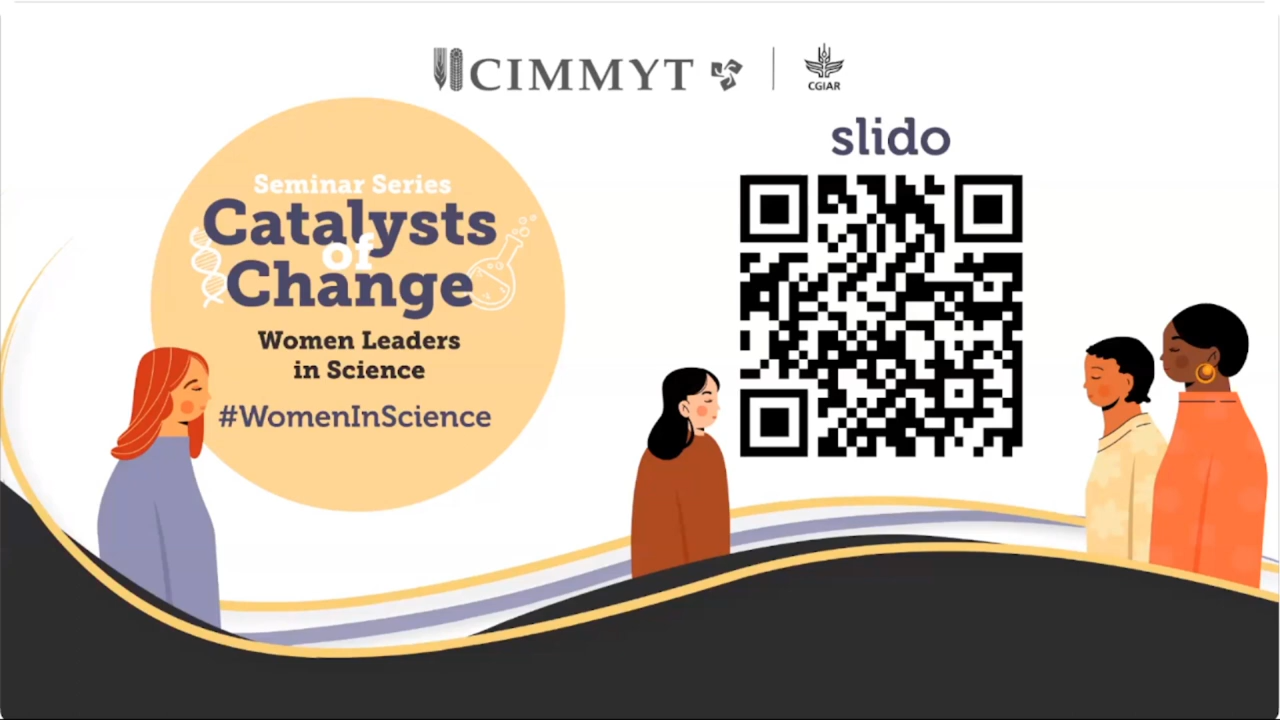 CIMMYT
CGIAR
Seminar Series
Catalysts
of
Change
Women Leaders
in Science
#WomenInScience
slido